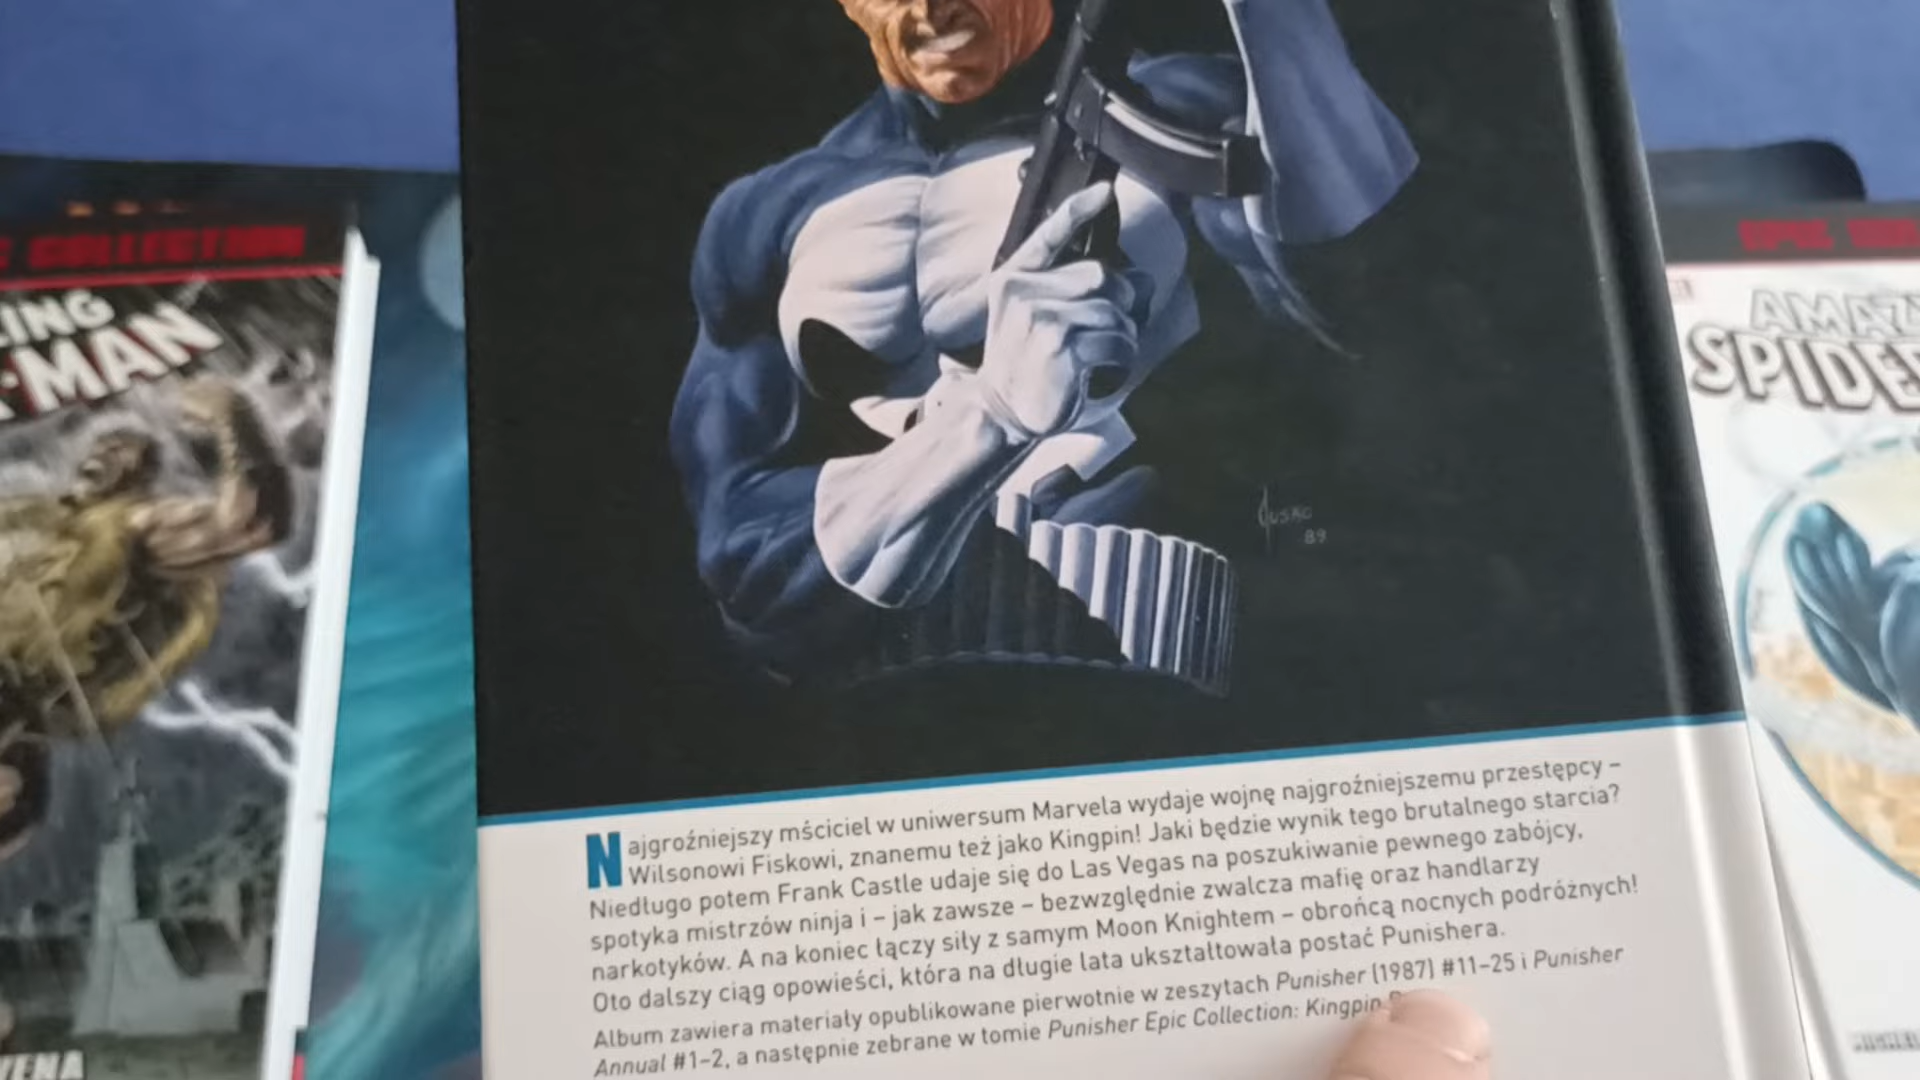 COLLECTION
AMAZ
SPIDE
-MAN
Jusko
89
Najgroźniejszy mściciel w uniwersum Marvela wydaje wojnę najgroźniejszemu przestępcy –
Wilsonowi Fiskowi, znanemu też jako Kingpin! Jaki będzie wynik tego brutalnego starcia?
Niedługo potem Frank Castle udaje się do Las Vegas na poszukiwanie pewnego zabójcy,
spotyka mistrzów ninja i – jak zawsze – bezwzględnie zwalcza mafię oraz handlarzy
narkotyków. A na koniec łączy siły z samym Moon Knightem – obrońcą nocnych podróżnych!
Oto dalszy ciąg opowieści, która na długie lata ukształtowała postać Punishera.
Album zawiera materiały opublikowane pierwotnie w zeszytach Punisher (1987) #11–25 i Punisher
Annual #1–2, a następnie zebrane w tomie Punisher Epic Collection: Kingpin